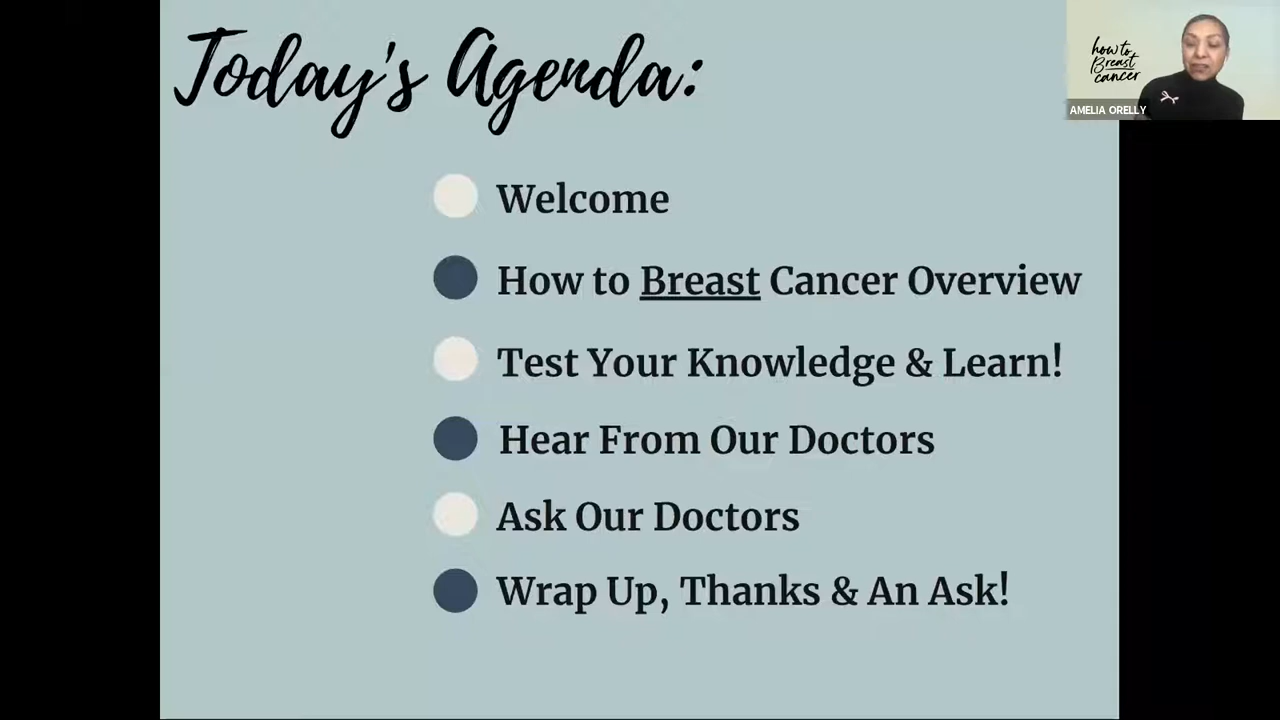 Today's Agenda:
how to
Breast
cancer
AMELIA ORELLY
Welcome
How to Breast Cancer Overview
Test Your Knowledge & Learn!
Hear From Our Doctors
Ask Our Doctors
Wrap Up, Thanks & An Ask!